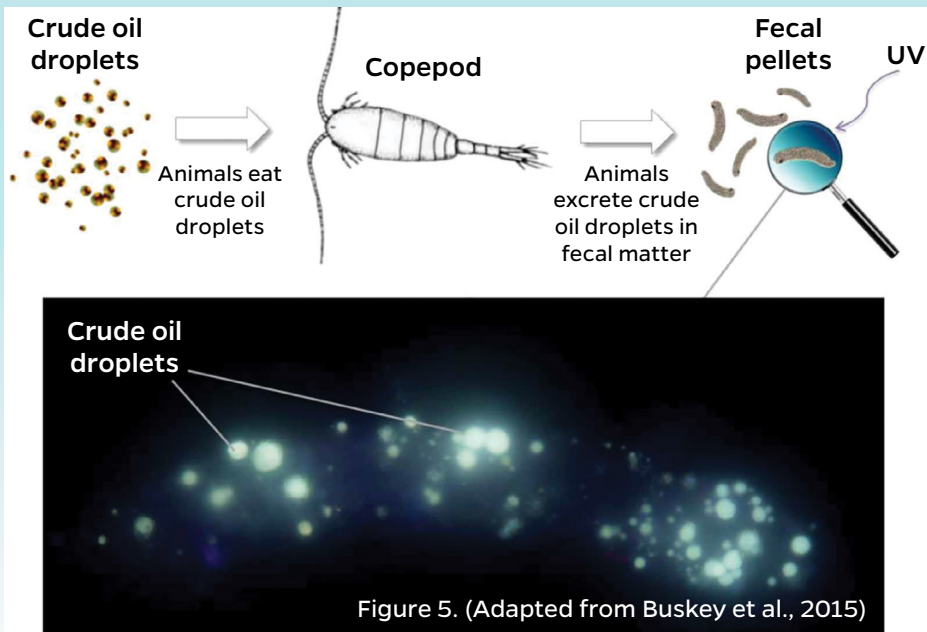 Crude oil
droplets
Copepod
Fecal
pellets
UV
Animals eat
crude oil
droplets
Animals
excrete crude
oil droplets in
fecal matter
Crude oil
droplets
Figure 5. (Adapted from Buskey et al., 2015)